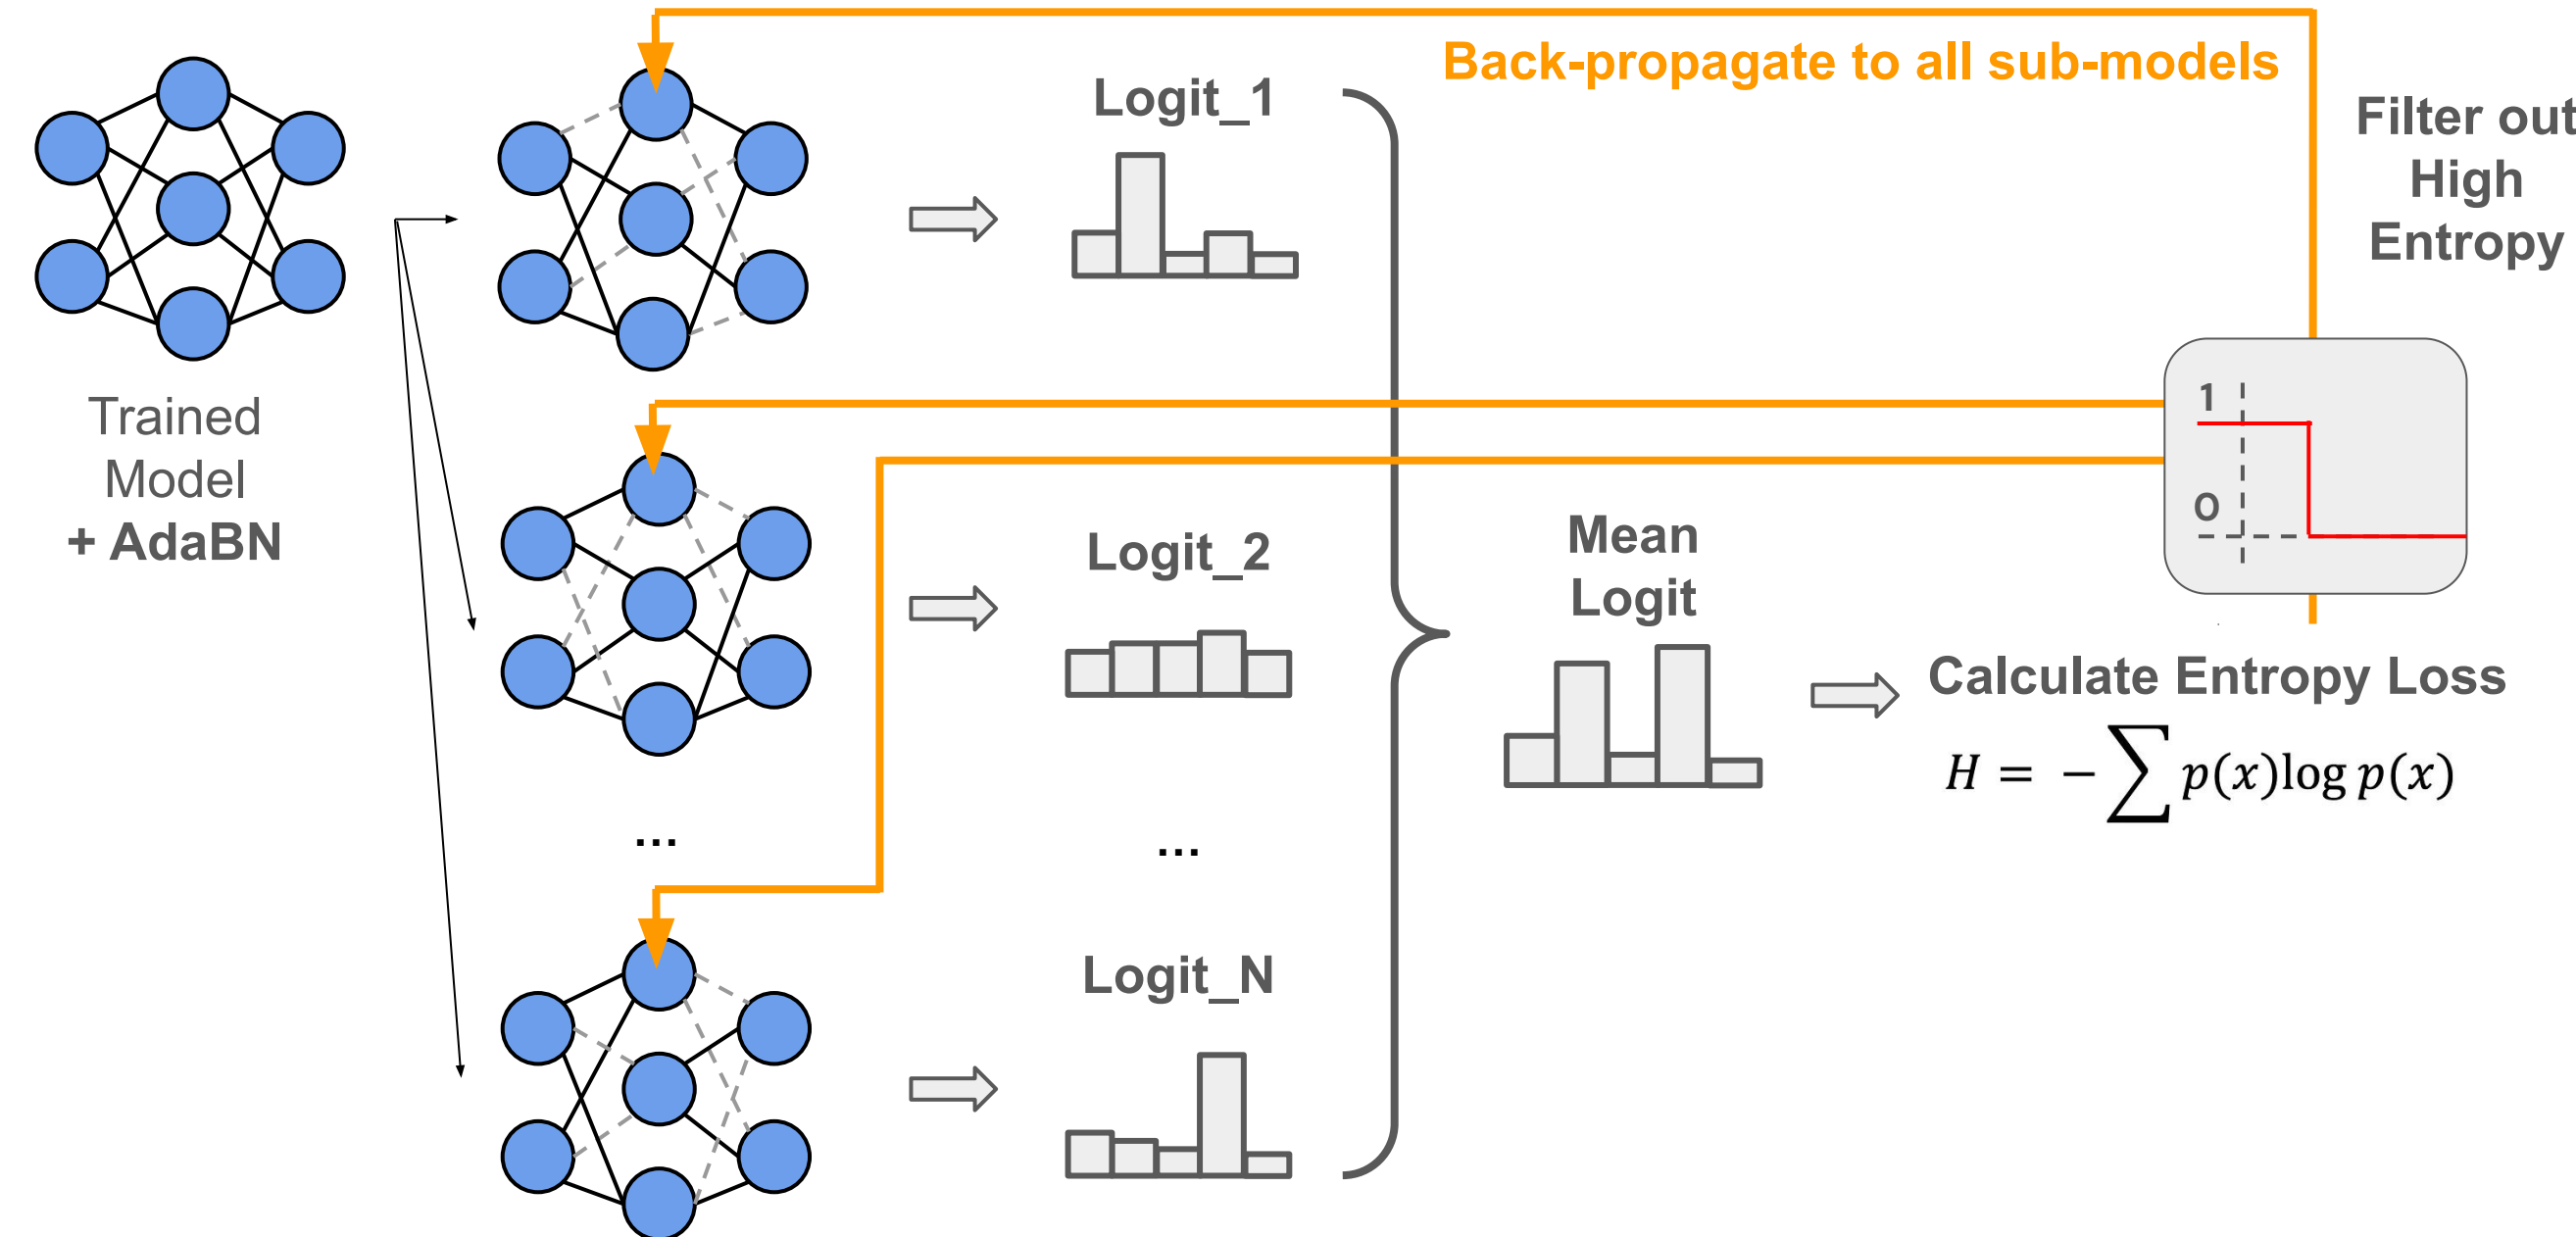 Back-propagate to all sub-models
Filter out
High
Entropy
Logit_1
Trained
Model
+ AdaBN
1
0
Logit_2
Mean
Logit
Calculate Entropy Loss
H = − ∑ p(x)log p(x)
...
...
Logit_N